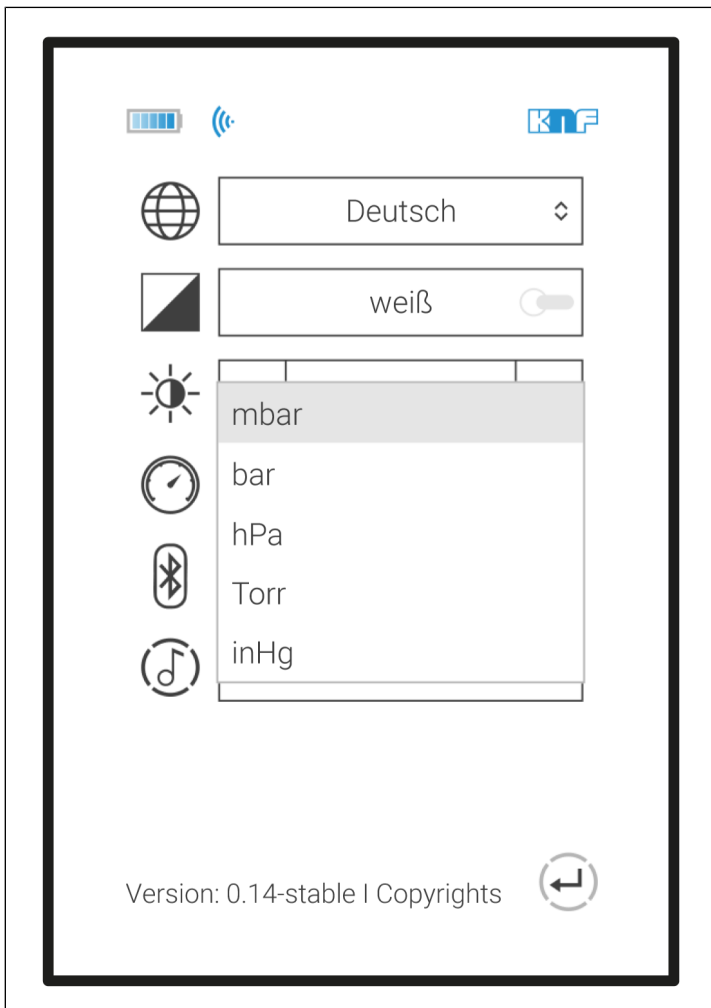 KNF
Deutsch
weiß
mbar
bar
hPa
Torr
inHg
Version: 0.14-stable I Copyrights